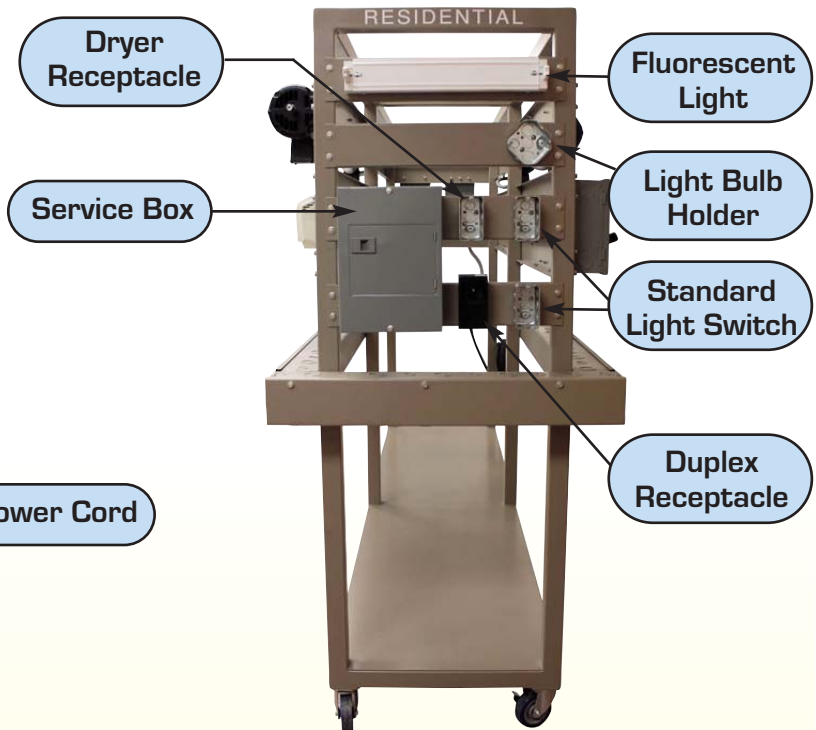 RESIDENTIAL
Dryer
Receptacle
Fluorescent
Light
Service Box
Light Bulb
Holder
Standard
Light Switch
Duplex
Receptacle
ower Cord